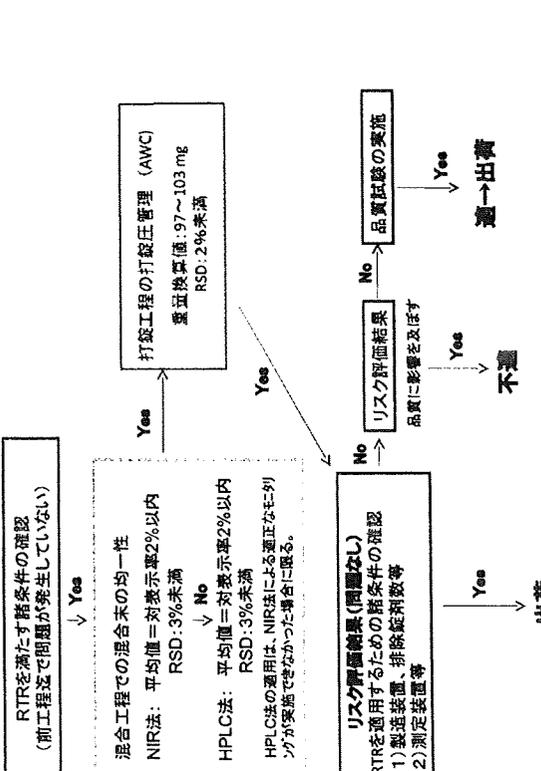 RTRを満たす諸条件の確認
(前工程迄で問題が発生していない)
Yes
混合工程での混合末の均一性
NIR法: 平均値=対表示率2%以内
RSD:3%未満
No
HPLC法: 平均値=対表示率2%以内
RSD:3%未満
HPLC法の適用は、NIR法による適正なモニタリ
ングが実施できなかった場合に限る。
Yes
打錠工程の打錠圧管理 (AWC)
重量換算値:97~103 mg
RSD:2%未満
Yes
リスク評価結果(問題なし)
RTRを適用するための諸条件の確認
1)製造装置、排除錠剤数等
2)測定装置等
Yes
出荷
No
リスク評価結果
品質に影響を及ぼす
Yes
不適
No
品質試験の実施
Yes
適→出荷